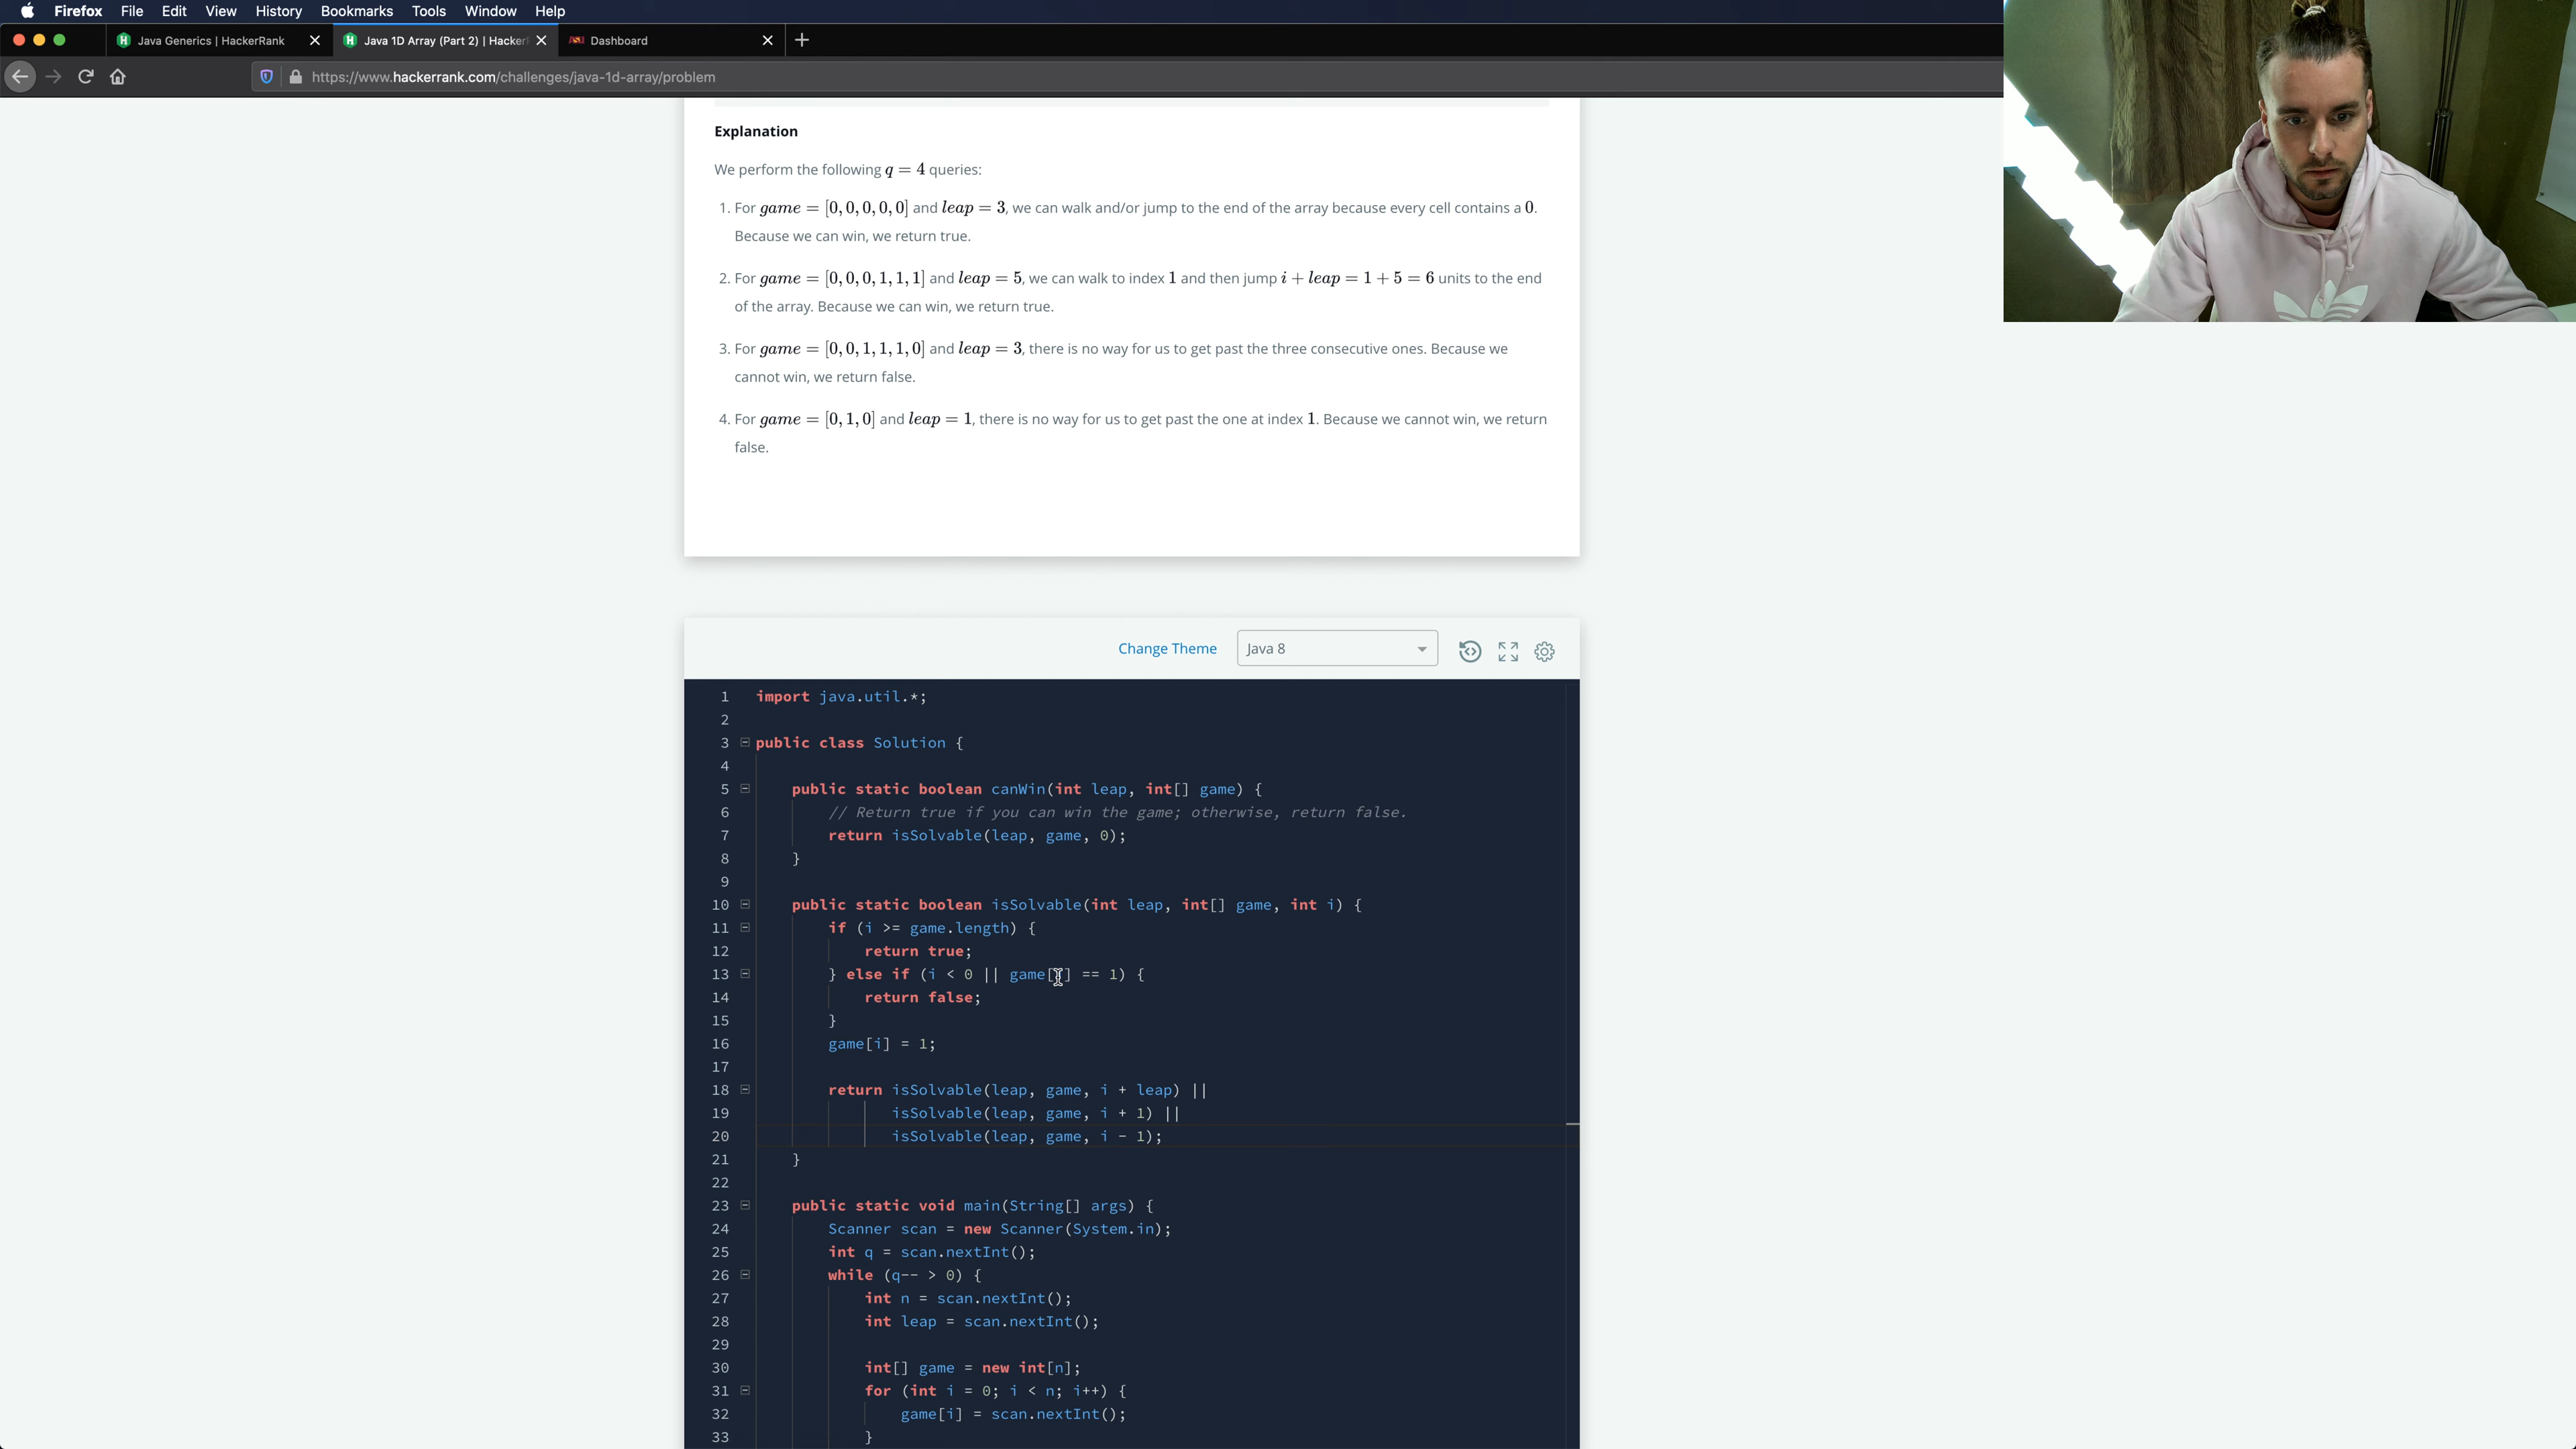 Firefox File Edit View History Bookmarks Tools Window Help
Java Generics | HackerRank Java 1D Array (Part 2) | Hacker Dashboard
https://www.hackerrank.com/challenges/java-1d-array/problem
Explanation
We perform the following q = 4 queries:
1. For game = [0, 0, 0, 0, 0] and leap = 3, we can walk and/or jump to the end of the array because every cell contains a 0.
Because we can win, we return true.
2. For game = [0, 0, 0, 1, 1, 1] and leap = 5, we can walk to index 1 and then jump i + leap = 1 + 5 = 6 units to the end
of the array. Because we can win, we return true.
3. For game = [0, 0, 1, 1, 1, 0] and leap = 3, there is no way for us to get past the three consecutive ones. Because we
cannot win, we return false.
4. For game = [0, 1, 0] and leap = 1, there is no way for us to get past the one at index 1. Because we cannot win, we return
false.
Change Theme Java 8
1 import java.util.*;
2
3 public class Solution {
4
5 public static boolean canWin(int leap, int[] game) {
6 // Return true if you can win the game; otherwise, return false.
7 return isSolvable(leap, game, 0);
8 }
9
10 public static boolean isSolvable(int leap, int[] game, int i) {
11 if (i >= game.length) {
12 return true;
13 } else if (i < 0 || game[] == 1) {
14 return false;
15 }
16 game[i] = 1;
17
18 return isSolvable(leap, game, i + leap) ||
19 isSolvable(leap, game, i + 1) ||
20 isSolvable(leap, game, i - 1);
21 }
22
23 public static void main(String[] args) {
24 Scanner scan = new Scanner(System.in);
25 int q = scan.nextInt();
26 while (q-- > 0) {
27 int n = scan.nextInt();
28 int leap = scan.nextInt();
29
30 int[] game = new int[n];
31 for (int i = 0; i < n; i++) {
32 game[i] = scan.nextInt();
33 }